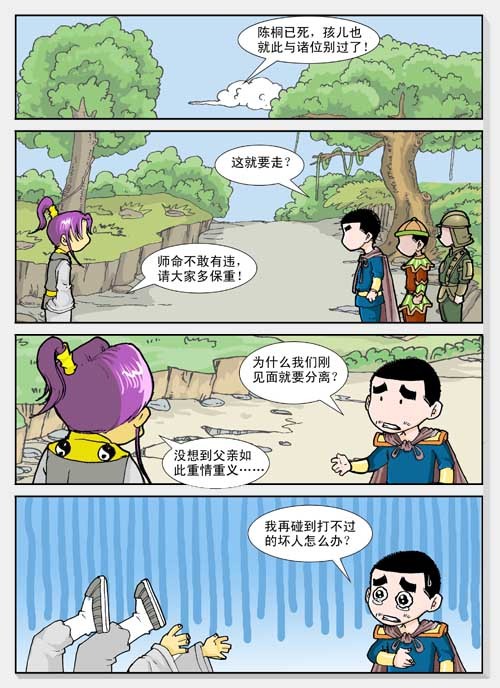 陈桐已死，孩儿也
就此与诸位别过了！
这就要走？
师命不敢有违，
请大家多保重！
为什么我们刚
见面就要分离？
没想到父亲如
此重情重义……
我再碰到打不过
的坏人怎么办？